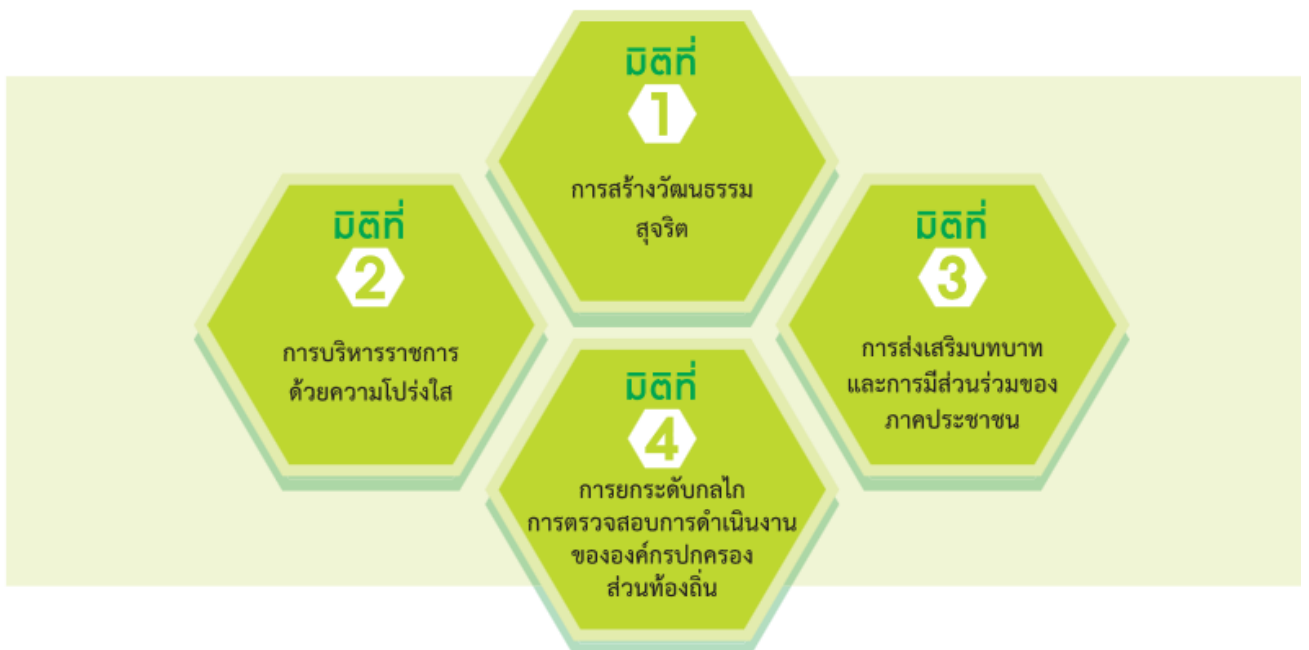 มิติที่
1
การสร้างวัฒนธรรม
สุจริต
มิติที่
2
การบริหารราชการ
ด้วยความโปร่งใส
มิติที่
3
การส่งเสริมบทบาท
และการมีส่วนร่วมของ
ภาคประชาชน
มิติที่
4
การยกระดับกลไก
การตรวจสอบการดำเนินงาน
ขององค์กรปกครอง
ส่วนท้องถิ่น